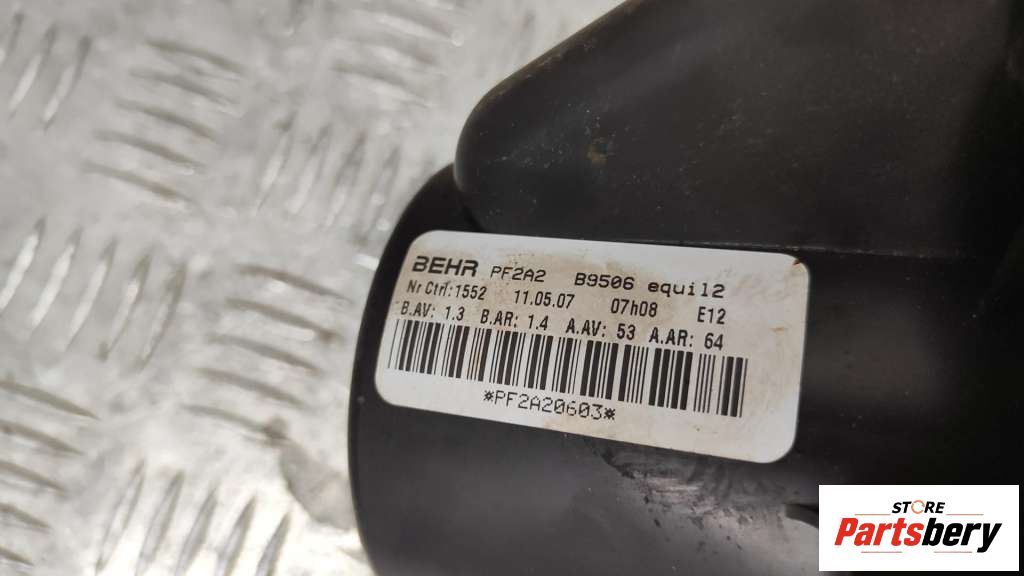 BEHR PF2A2 B9506 equil2
Nr Ctrl:1552 11.05.07 07h08 E12
B.AV: 1.3 B.AR: 1.4 A.AV: 53 A.AR: 64
*PF2A20603*
STORE
Partsbery